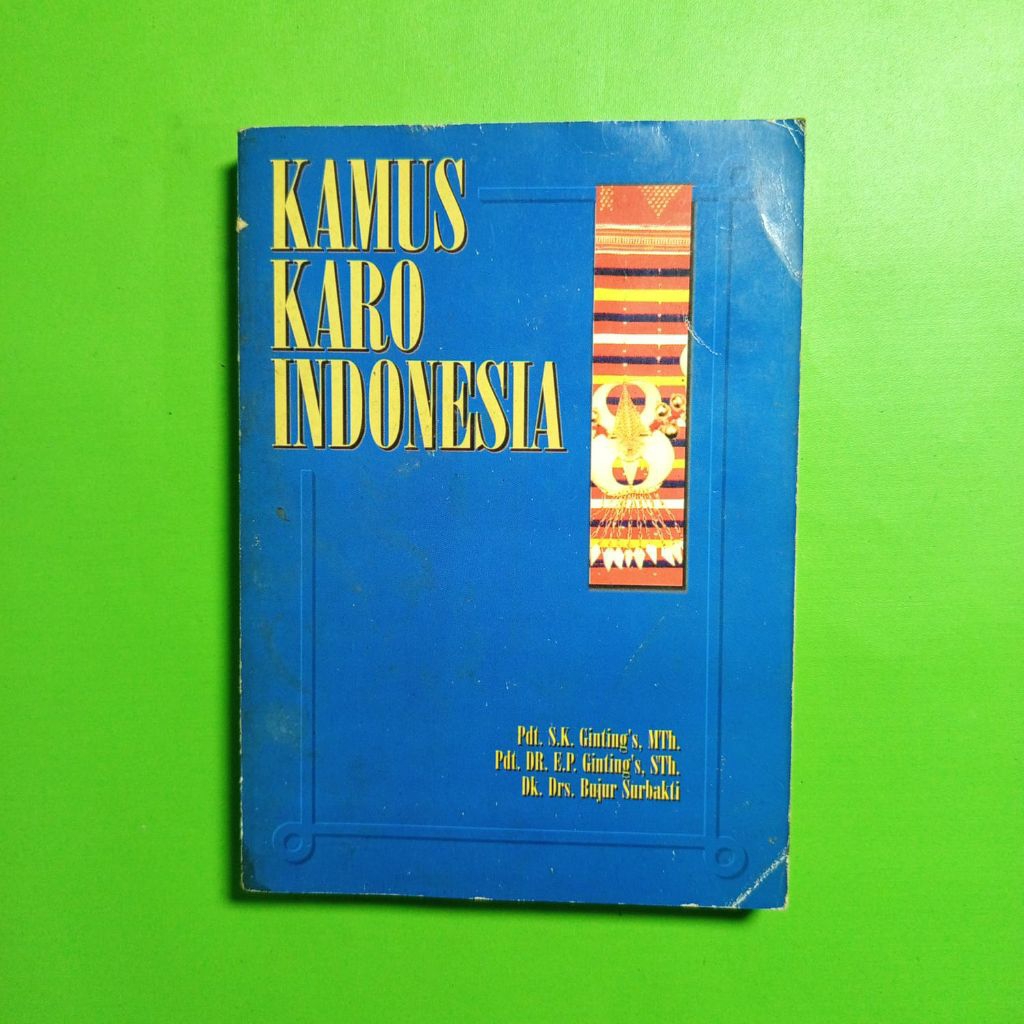 KAMUS
KARO
INDONESIA
Pdt. S.K. Ginting's, MTh.
Pdt. DR. E.P. Ginting's, STh.
Dk. Drs. Bujur Surbakti